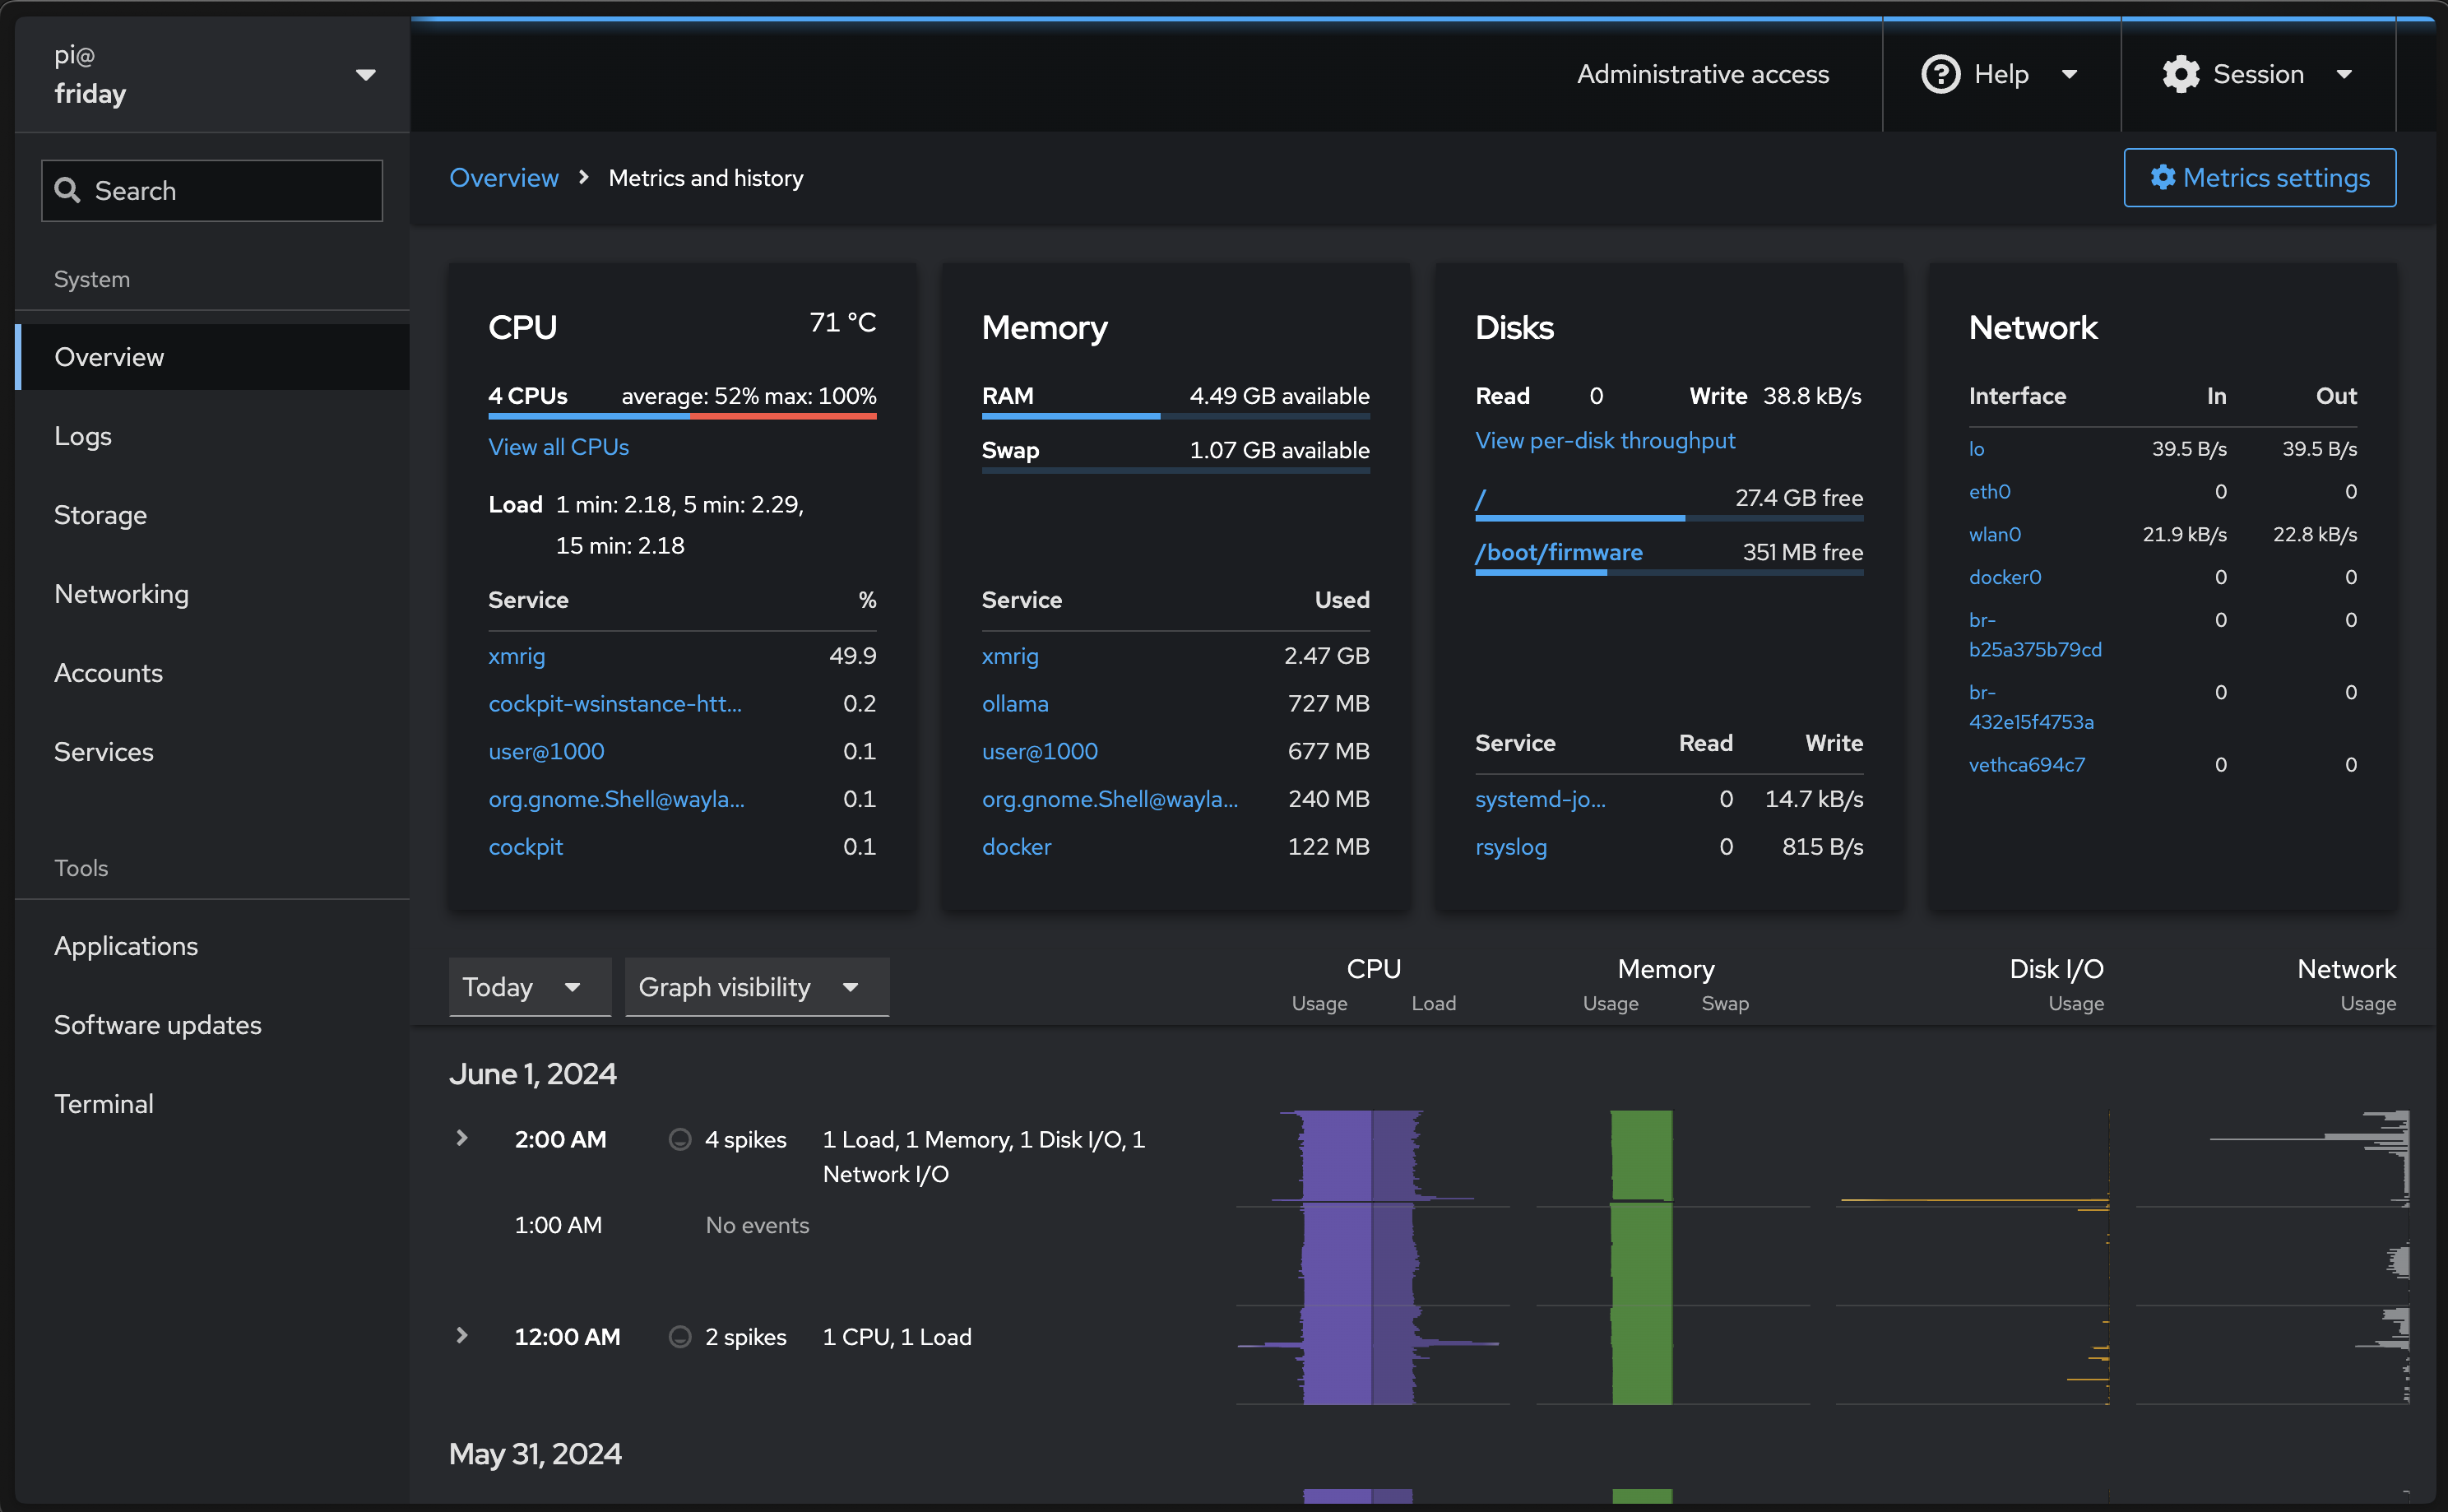 pi@
friday
Administrative access
Help
Session
Search
Overview
Metrics and history
Metrics settings
System
Overview
Logs
Storage
Networking
Accounts
Services
Tools
Applications
Software updates
Terminal
CPU
71 °C
4 CPUs average: 52% max: 100%
View all CPUs
Load 1 min: 2.18, 5 min: 2.29,
15 min: 2.18
Service %
xmrig 49.9
cockpit-wsinstance-htt... 0.2
user@1000 0.1
org.gnome.Shell@wayla... 0.1
cockpit 0.1
Memory
RAM 4.49 GB available
Swap 1.07 GB available
Service Used
xmrig 2.47 GB
ollama 727 MB
user@1000 677 MB
org.gnome.Shell@wayla... 240 MB
docker 122 MB
Disks
Read 0 Write 38.8 kB/s
View per-disk throughput
/ 27.4 GB free
/boot/firmware 351 MB free
Service Read Write
systemd-jo... 0 14.7 kB/s
rsyslog 0 815 B/s
Network
Interface In Out
lo 39.5 B/s 39.5 B/s
eth0 0 0
wlan0 21.9 kB/s 22.8 kB/s
docker0 0 0
br- 0 0
b25a375b79cd
br- 0 0
432e15f4753a
vethca694c7 0 0
Today
Graph visibility
CPU Memory Disk I/O Network
Usage Load Usage Swap Usage Usage
June 1, 2024
2:00 AM 4 spikes 1 Load, 1 Memory, 1 Disk I/O, 1
Network I/O
1:00 AM No events
12:00 AM 2 spikes 1 CPU, 1 Load
May 31, 2024